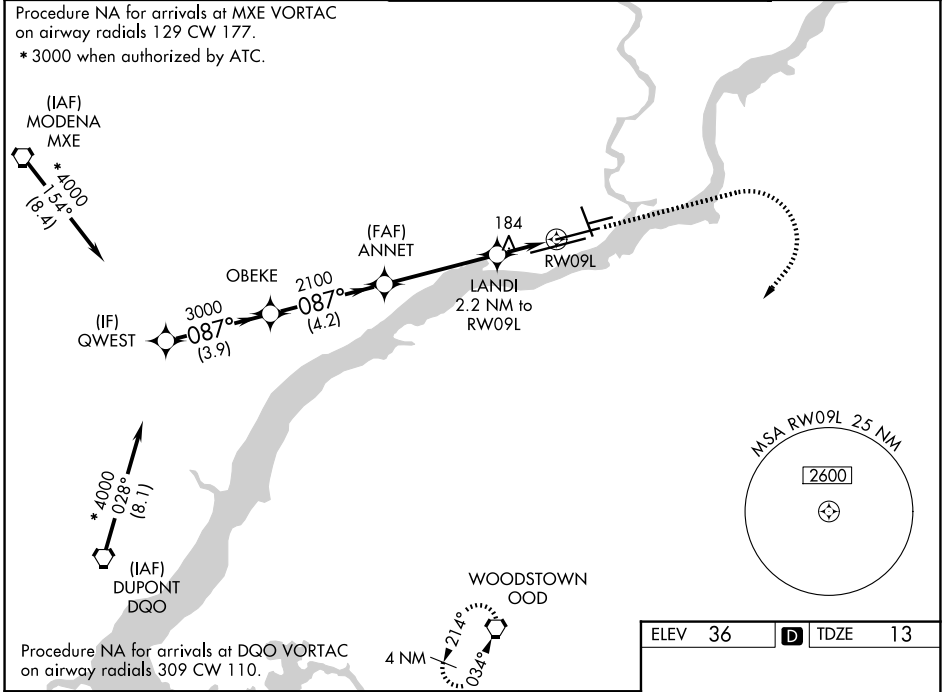 Procedure NA for arrivals at MXE VORTAC
on airway radials 129 CW 177.
* 3000 when authorized by ATC.
(IAF)
MODENA
MXE
* 4000
154°
(8.4)
(IF)
QWEST
3000
087°
(3.9)
OBEKE
2100
087°
(4.2)
(FAF)
ANNET
184
LANDI
2.2 NM to
RW09L
RW09L
* 4000
028°
(8.1)
(IAF)
DUPONT
DQO
MSA RW09L 25 NM
2600
WOODSTOWN
OOD
4 NM
214°
034°
Procedure NA for arrivals at DQO VORTAC
on airway radials 309 CW 110.
ELEV 36 D TDZE 13